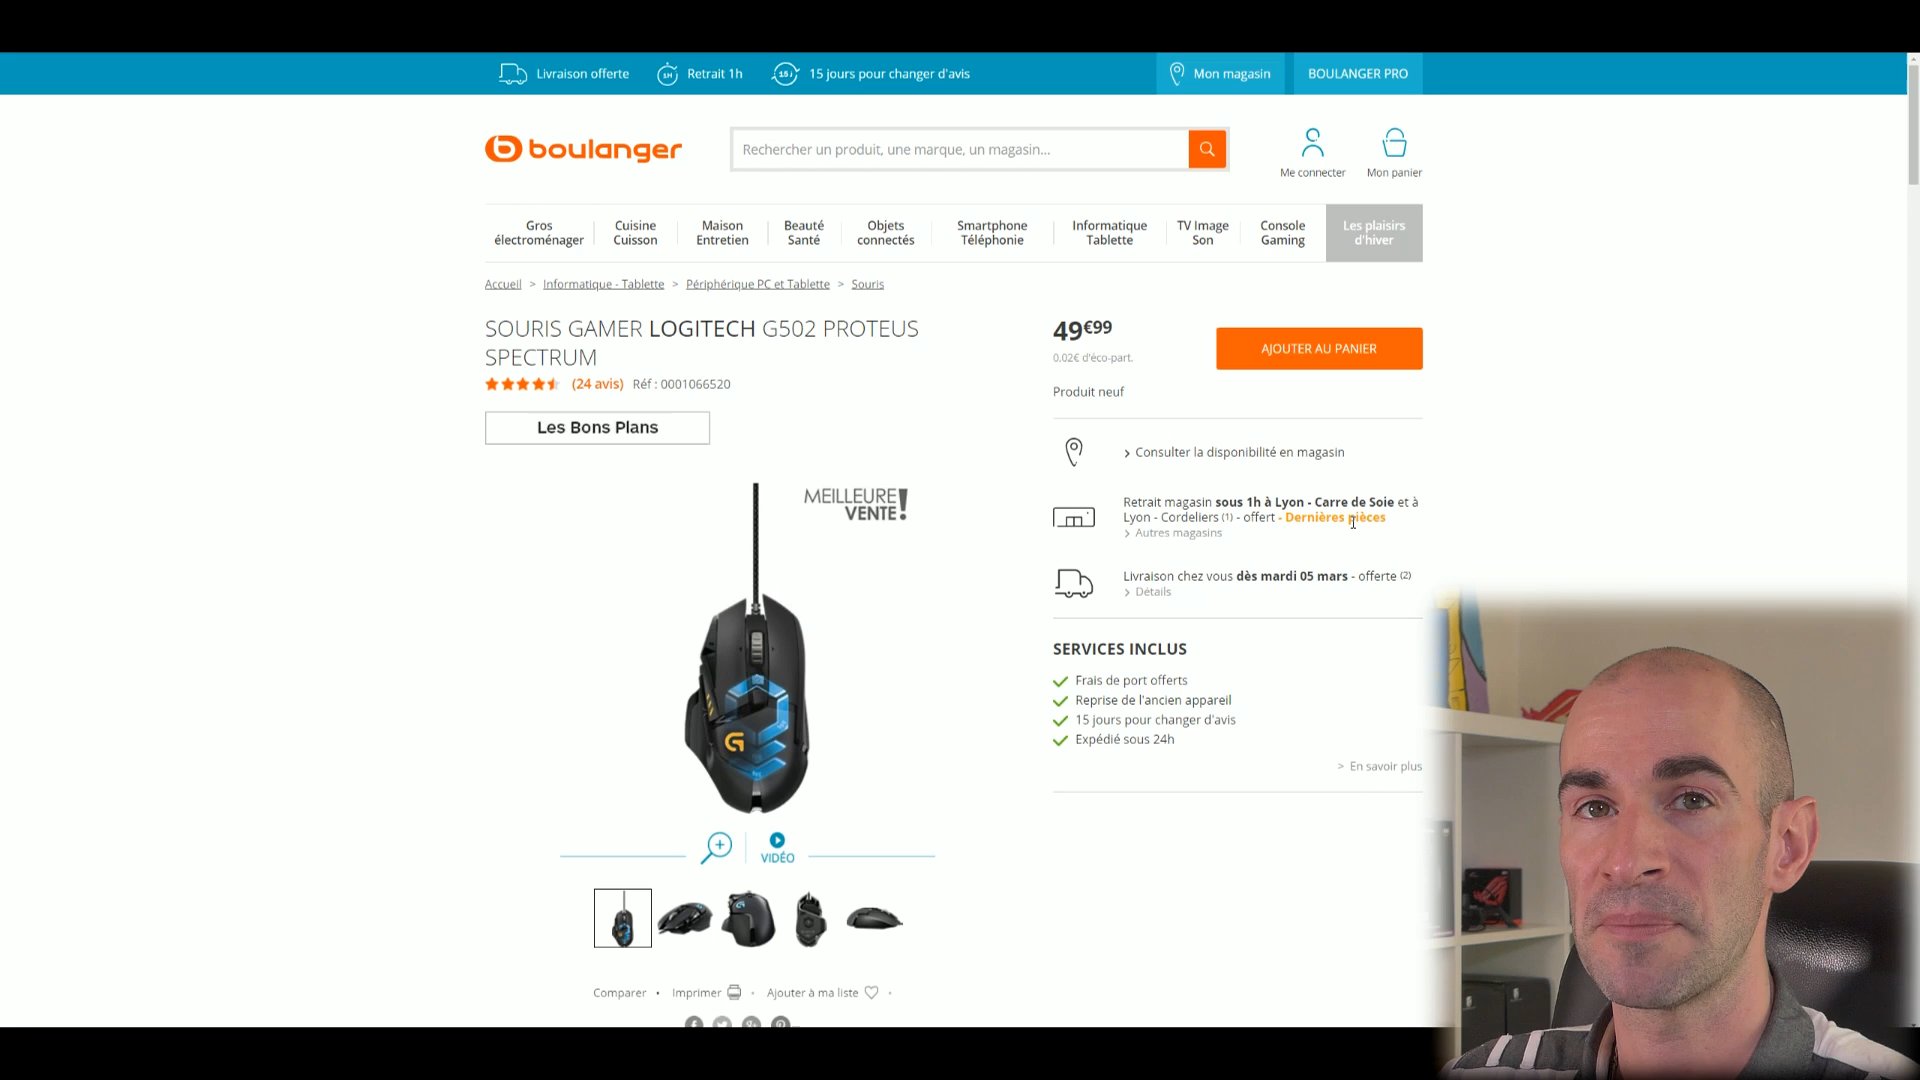 Livraison offerte
Retrait 1h
15 jours pour changer d'avis
Mon magasin
BOULANGER PRO
boulanger
Rechercher un produit, une marque, un magasin...
Me connecter
Mon panier
Gros
électroménager
Cuisine
Cuisson
Maison
Entretien
Beauté
Santé
Objets
connectés
Smartphone
Téléphonie
Informatique
Tablette
TV Image
Son
Console
Gaming
Les plaisirs
d'hiver
Accueil > Informatique - Tablette > Périphérique PC et Tablette > Souris
SOURIS GAMER LOGITECH G502 PROTEUS
SPECTRUM
(24 avis) Réf : 0001066520
Les Bons Plans
MEILLEURE
VENTE!
VIDÉO
Comparer • Imprimer • Ajouter à ma liste •
49€99
0.02€ d'éco-part.
AJOUTER AU PANIER
Produit neuf
> Consulter la disponibilité en magasin
Retrait magasin sous 1h à Lyon - Carre de Soie et à
Lyon - Cordeliers (1) - offert - Dernières pièces
> Autres magasins
Livraison chez vous dès mardi 05 mars - offerte (2)
> Détails
SERVICES INCLUS
Frais de port offerts
Reprise de l'ancien appareil
15 jours pour changer d'avis
Expédié sous 24h
> En savoir plus